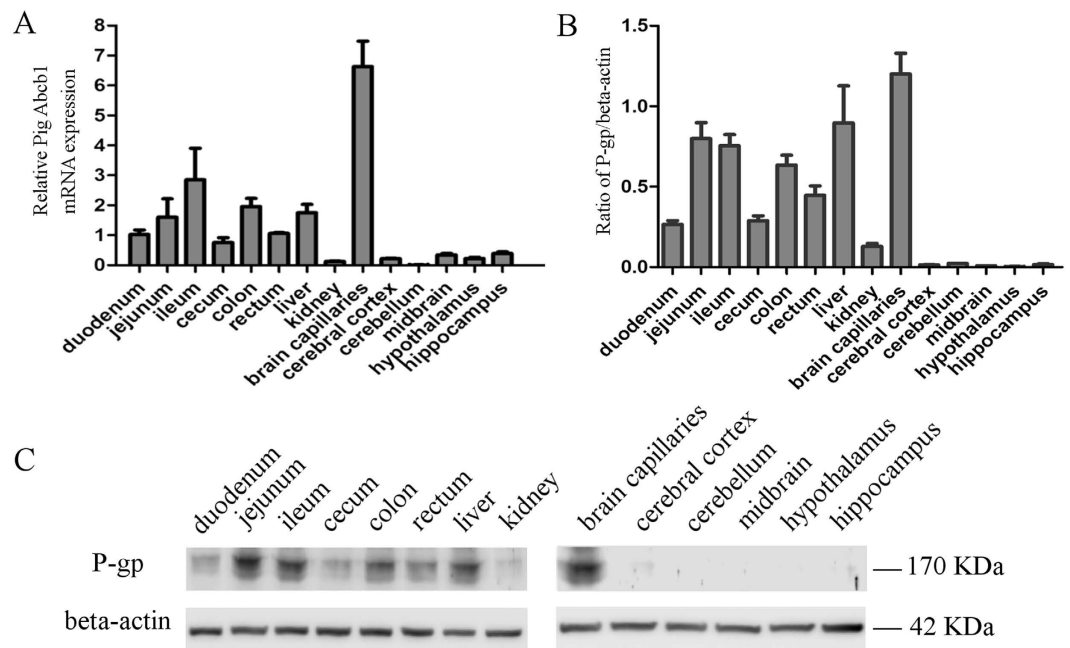 A
Relative Pig Abcb1
mRNA expression
8
7
6
5
4
3
2
1
0
duodenum
jejunum
ileum
cecum
colon
rectum
liver
kidney
brain capillaries
cerebral cortex
cerebellum
midbrain
hypothalamus
hippocampus
B
Ratio of P-gp/beta-actin
1.5
1.0
0.5
0.0
duodenum
jejunum
ileum
cecum
colon
rectum
liver
kidney
brain capillaries
cerebral cortex
cerebellum
midbrain
hypothalamus
hippocampus
C
duodenum
jejunum
ileum
cecum
colon
rectum
liver
kidney
brain capillaries
cerebral cortex
cerebellum
midbrain
hypothalamus
hippocampus
P-gp
170 KDa
beta-actin
42 KDa